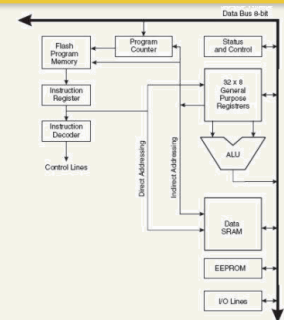 Data Bus 8-bit
Flash
Program
Memory
Program
Counter
Status
and Control
Instruction
Register
32 x 8
General
Purpose
Registrers
Instruction
Decoder
Direct Addressing
Indirect Addressing
ALU
Control Lines
Data
SRAM
EEPROM
I/O Lines